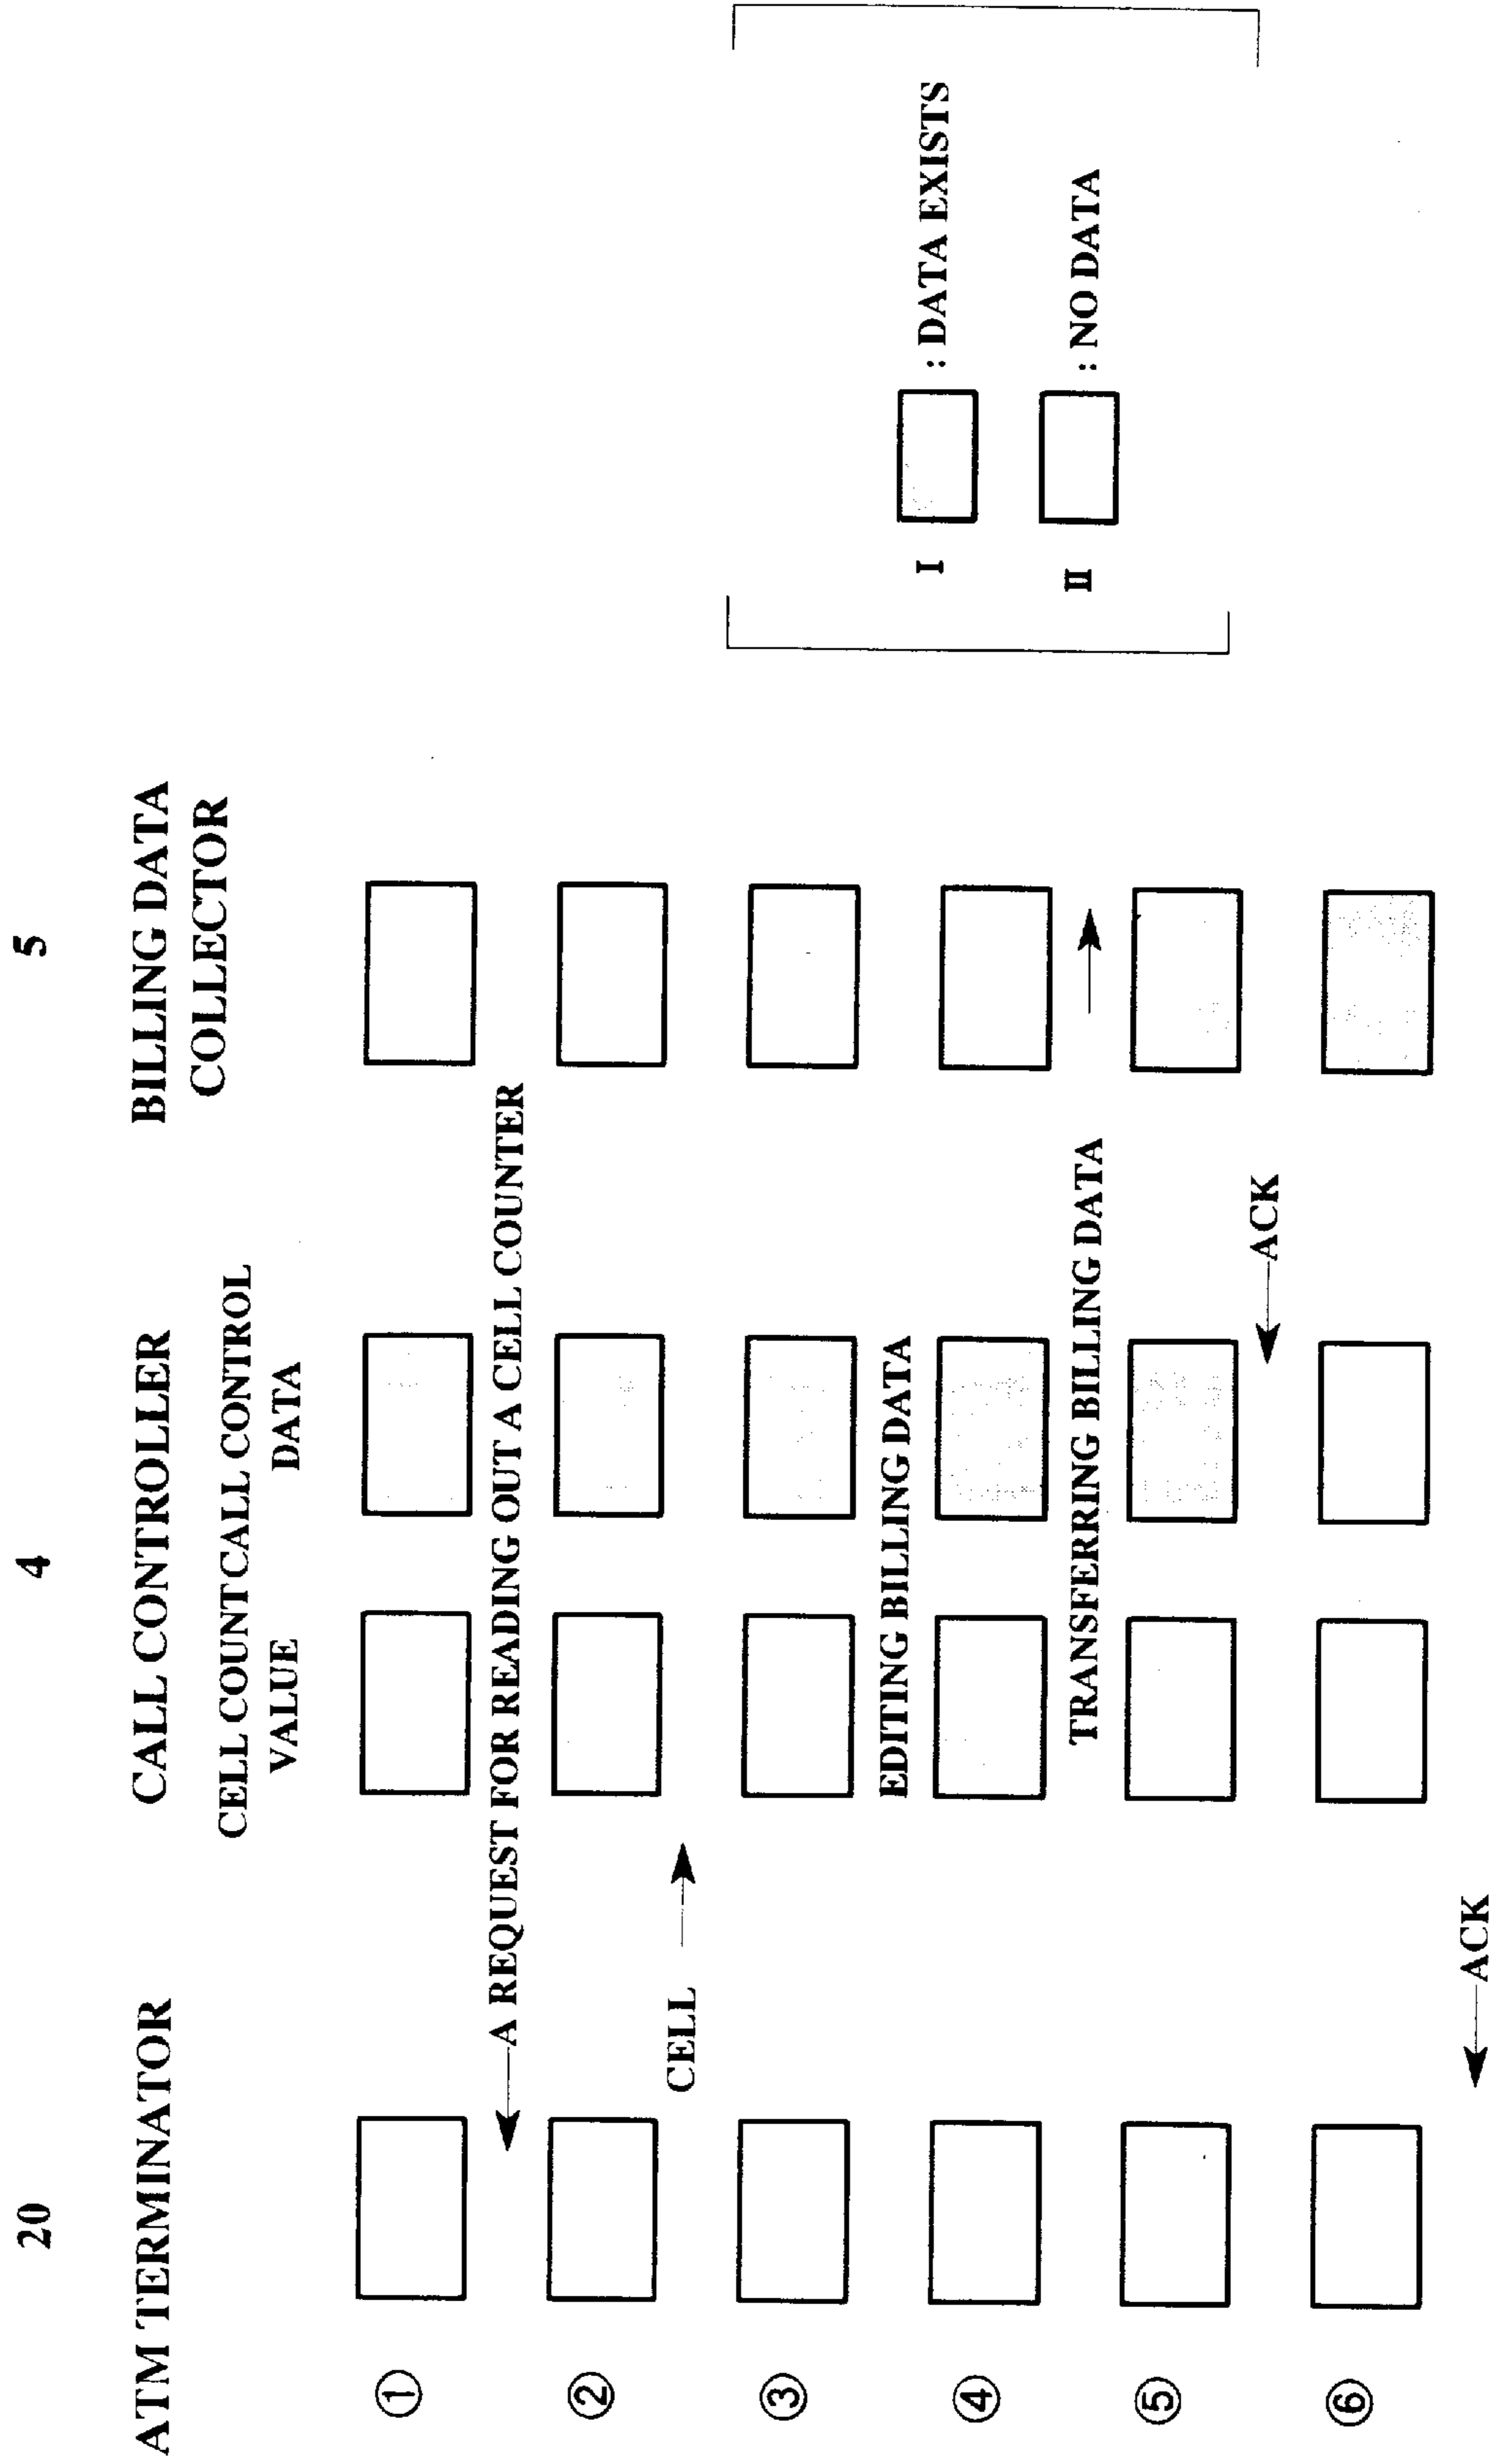 20 4 5
ATM TERMINATOR CALL CONTROLLER BILLING DATA
COLLECTOR
CELL COUNT CALL CONTROL
VALUE DATA
①
A REQUEST FOR READING OUT A CELL COUNTER
②
CELL
③
EDITING BILLING DATA
④
TRANSFERRING BILLING DATA
⑤
ACK
⑥
ACK
I : DATA EXISTS
II : NO DATA